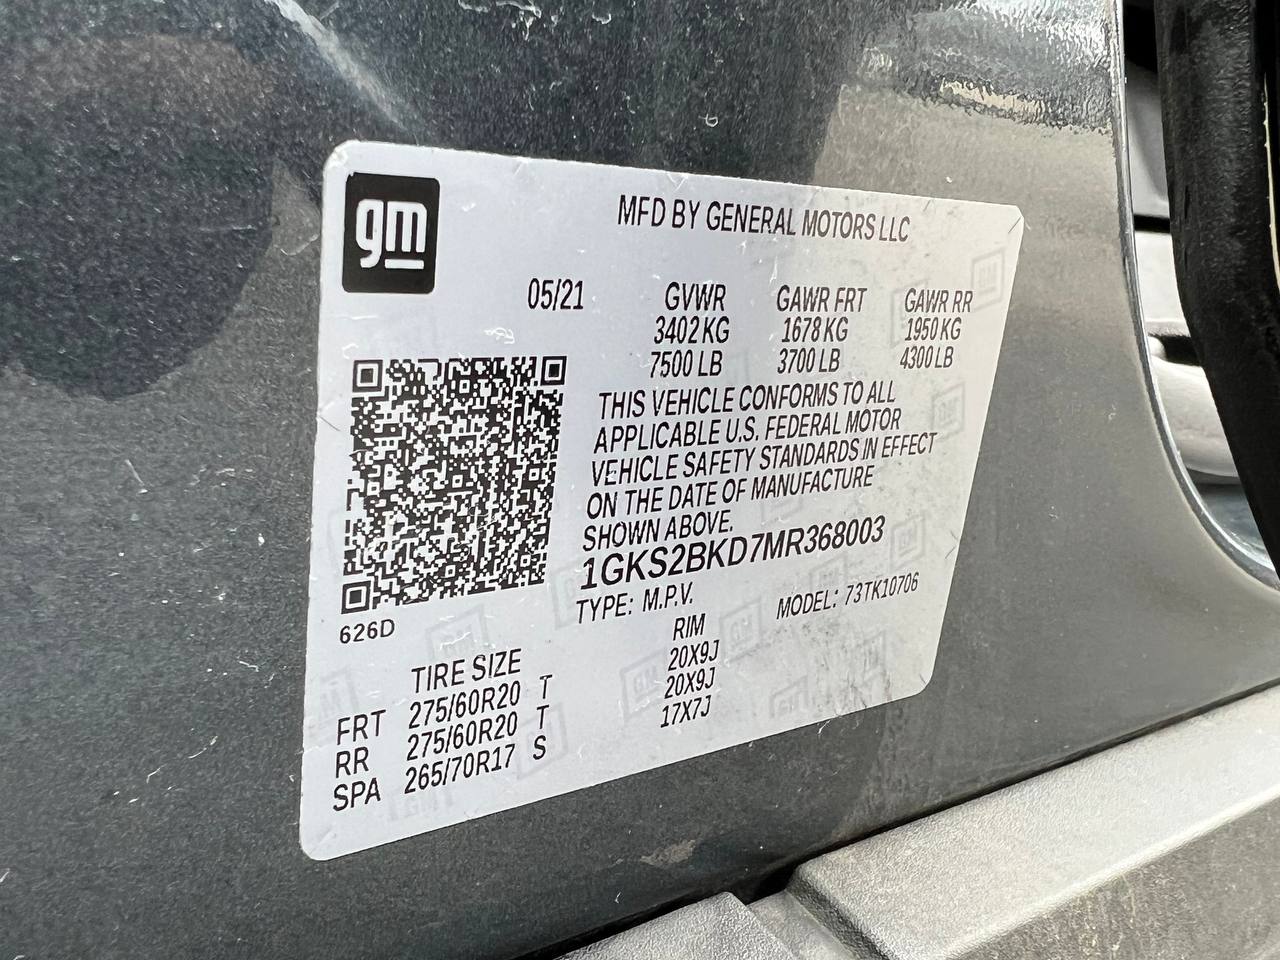 gm
MFD BY GENERAL MOTORS LLC
05/21 GVWR GAWR FRT GAWR RR
3402 KG 1678 KG 1950 KG
7500 LB 3700 LB 4300 LB
THIS VEHICLE CONFORMS TO ALL
APPLICABLE U.S. FEDERAL MOTOR
VEHICLE SAFETY STANDARDS IN EFFECT
ON THE DATE OF MANUFACTURE
SHOWN ABOVE.
1GKS2BKD7MR368003
TYPE: M.P.V. MODEL: 73TK10706
626D
TIRE SIZE RIM
FRT 275/60R20 T 20X9J
RR 275/60R20 T 20X9J
SPA 265/70R17 S 17X7J